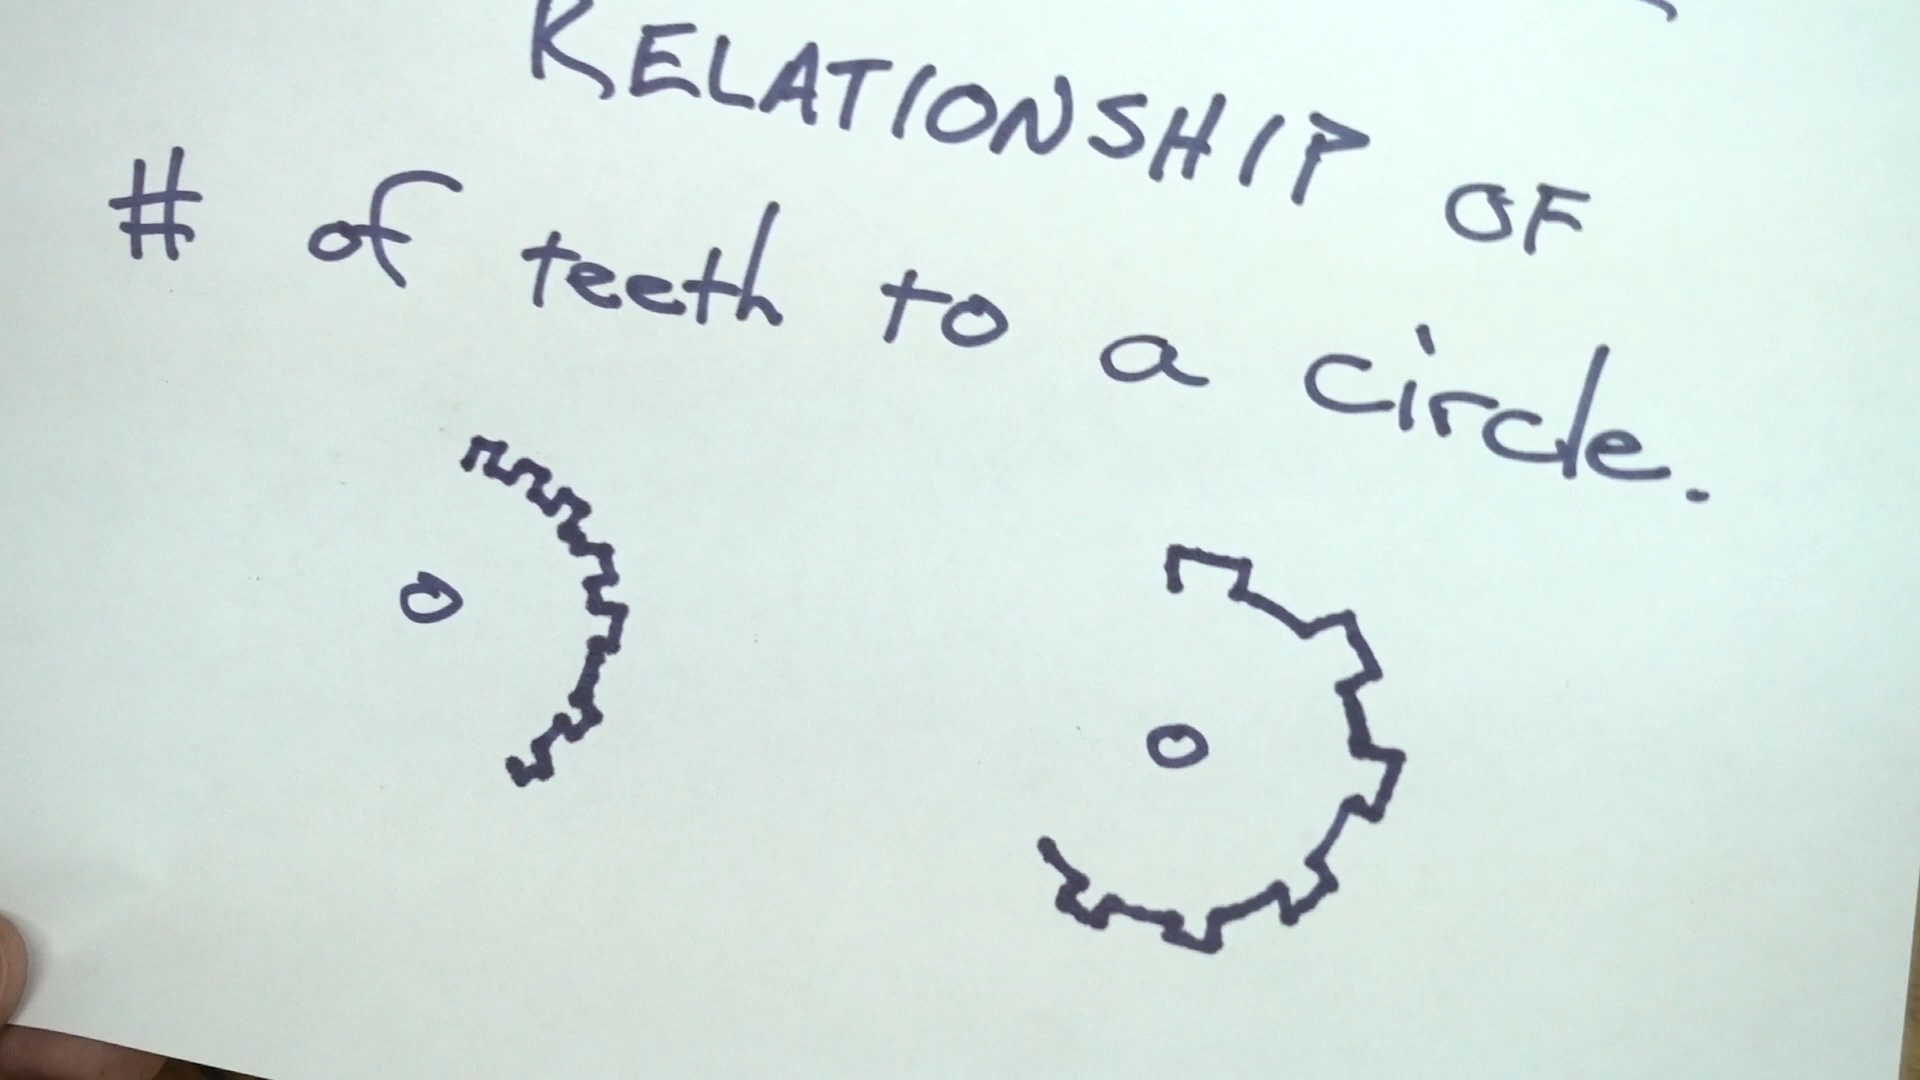 RELATIONSHIP OF
# of teeth to a circle.